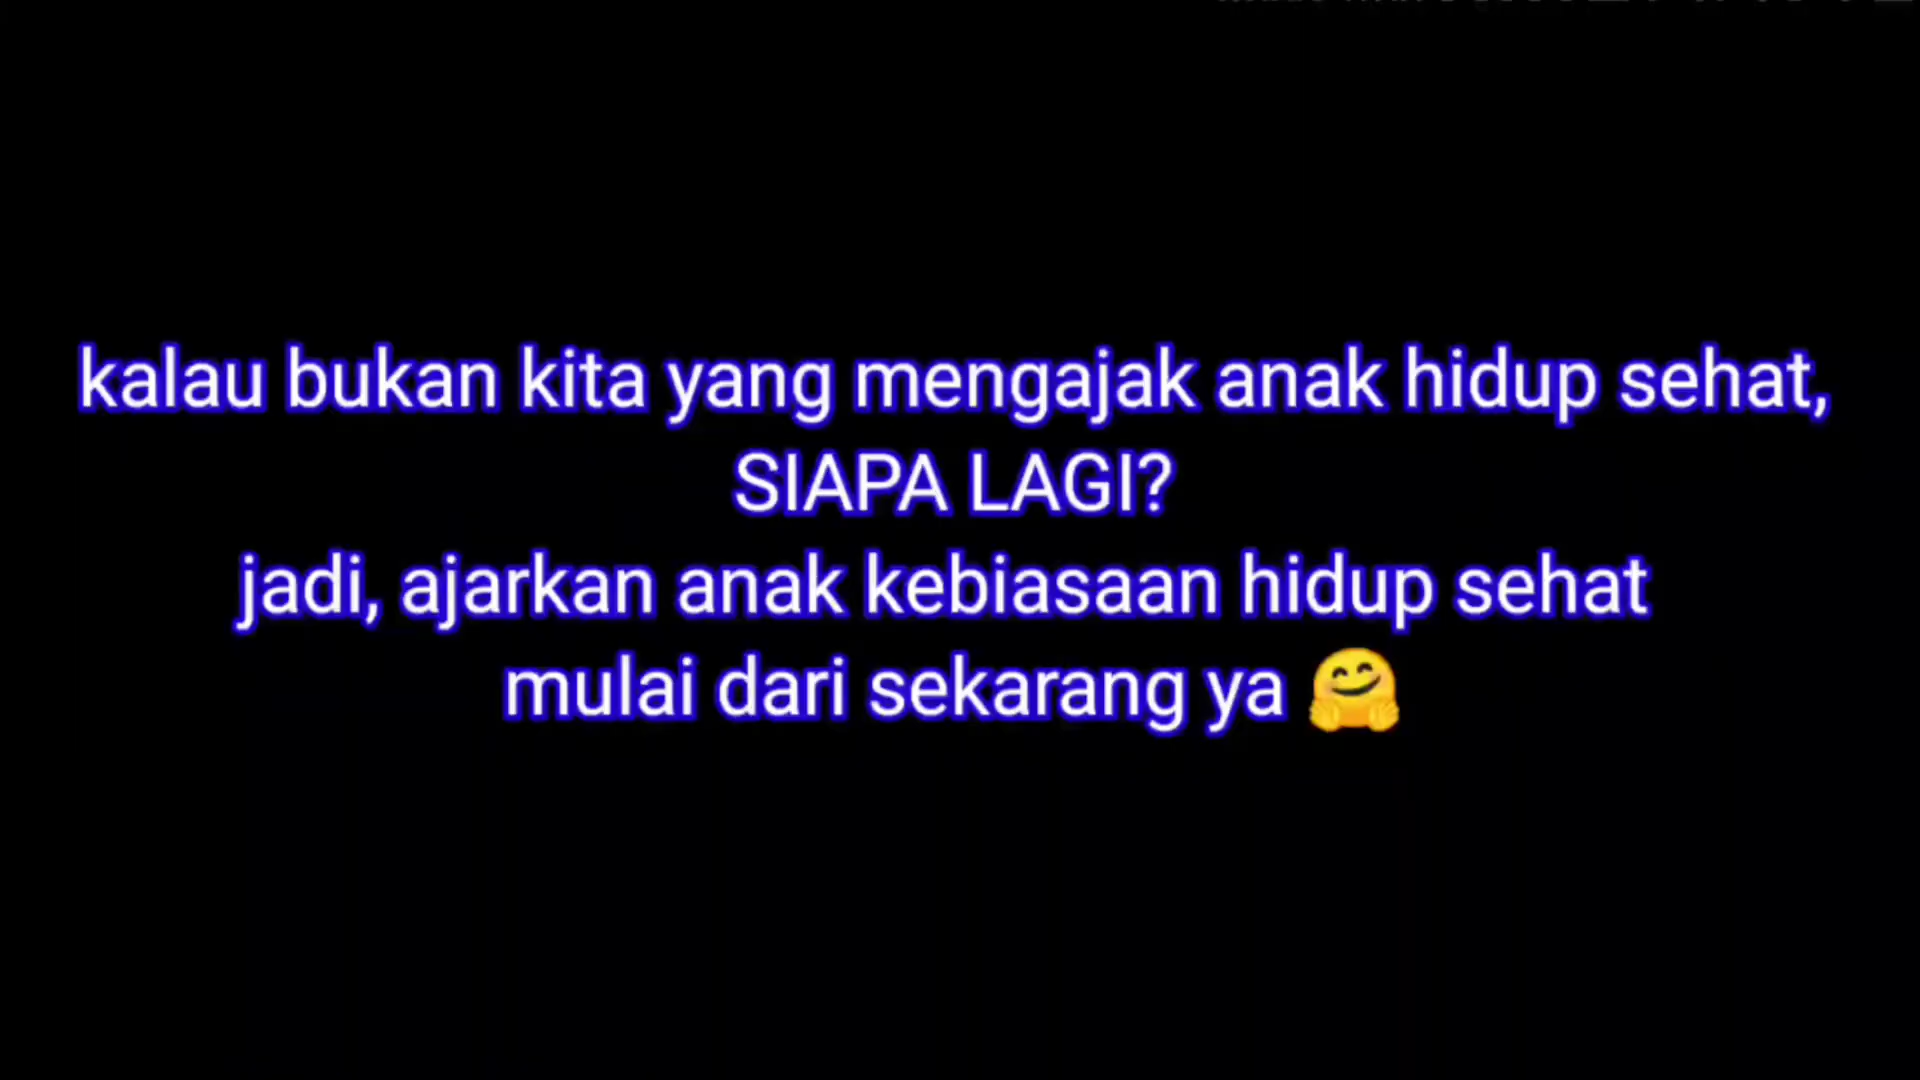 kalau bukan kita yang mengajak anak hidup sehat,
SIAPA LAGI?
jadi, ajarkan anak kebiasaan hidup sehat
mulai dari sekarang ya 🤗